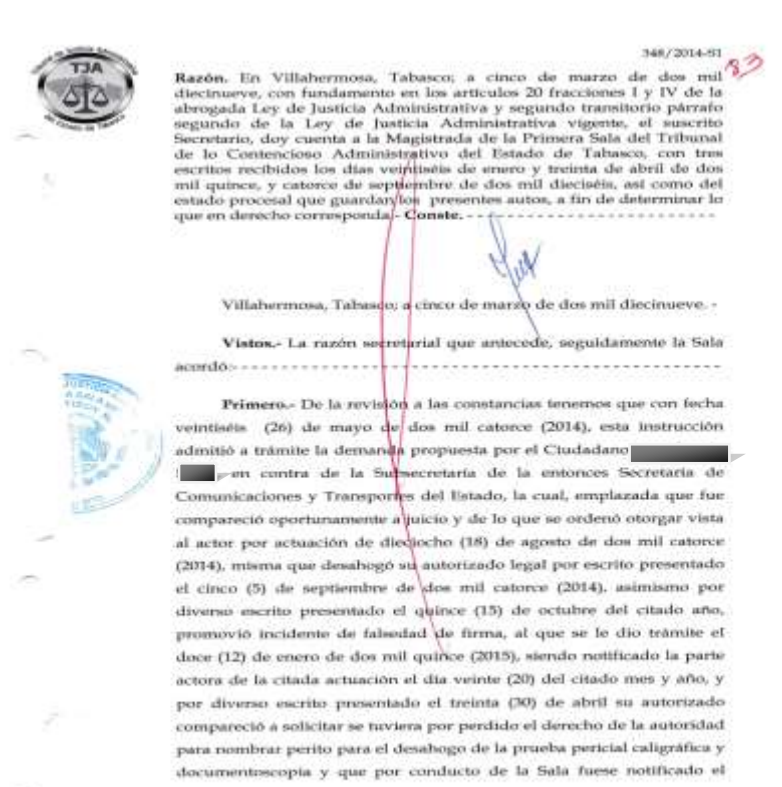 348/2014-S1
83
TJA
Razón. En Villahermosa, Tabasco; a cinco de marzo de dos mil
diecinueve, con fundamento en los artículos 20 fracciones I y IV de la
abrogada Ley de Justicia Administrativa y segundo transitorio párrafo
segundo de la Ley de Justicia Administrativa vigente, el suscrito
Secretario, doy cuenta a la Magistrada de la Primera Sala del Tribunal
de lo Contencioso Administrativo del Estado de Tabasco, con tres
escritos recibidos los días veintiséis de enero y treinta de abril de dos
mil quince, y catorce de septiembre de dos mil dieciséis, así como del
estado procesal que guardan los presentes autos, a fin de determinar lo
que en derecho corresponda.- Conste. - - - - - - - - - - - - - - - - - - - - - -
Villahermosa, Tabasco; a cinco de marzo de dos mil diecinueve. -
Vistos.- La razón secretarial que antecede, seguidamente la Sala
acordó:- - - - - - - - - - - - - - - - - - - - - - - - - - - - - - - - - - - - - - - - - -
Primero.- De la revisión a las constancias tenemos que con fecha
veintiséis (26) de mayo de dos mil catorce (2014), esta instrucción
admitió a trámite la demanda propuesta por el Ciudadano
en contra de la Subsecretaría de la entonces Secretaría de
Comunicaciones y Transportes del Estado, la cual, emplazada que fue
compareció oportunamente a juicio y de lo que se ordenó otorgar vista
al actor por actuación de dieciocho (18) de agosto de dos mil catorce
(2014), misma que desahogó su autorizado legal por escrito presentado
el cinco (5) de septiembre de dos mil catorce (2014), asimismo por
diverso escrito presentado el quince (15) de octubre del citado año,
promovió incidente de falsedad de firma, al que se le dio trámite el
doce (12) de enero de dos mil quince (2015), siendo notificado la parte
actora de la citada actuación el día veinte (20) del citado mes y año, y
por diverso escrito presentado el treinta (30) de abril su autorizado
compareció a solicitar se tuviera por perdido el derecho de la autoridad
para nombrar perito para el desahogo de la prueba pericial caligráfica y
documentoscopia y que por conducto de la Sala fuese notificado el